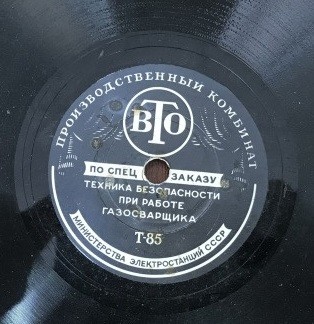 ПРОИЗВОДСТВЕННЫЙ КОМБИНАТ
ВТО
ПО СПЕЦ ЗАКАЗУ
ТЕХНИКА БЕЗОПАСНОСТИ
ПРИ РАБОТЕ
ГАЗОСВАРЩИКА
Т-85
МИНИСТЕРСТВА ЭЛЕКТРОСТАНЦИЙ СССР